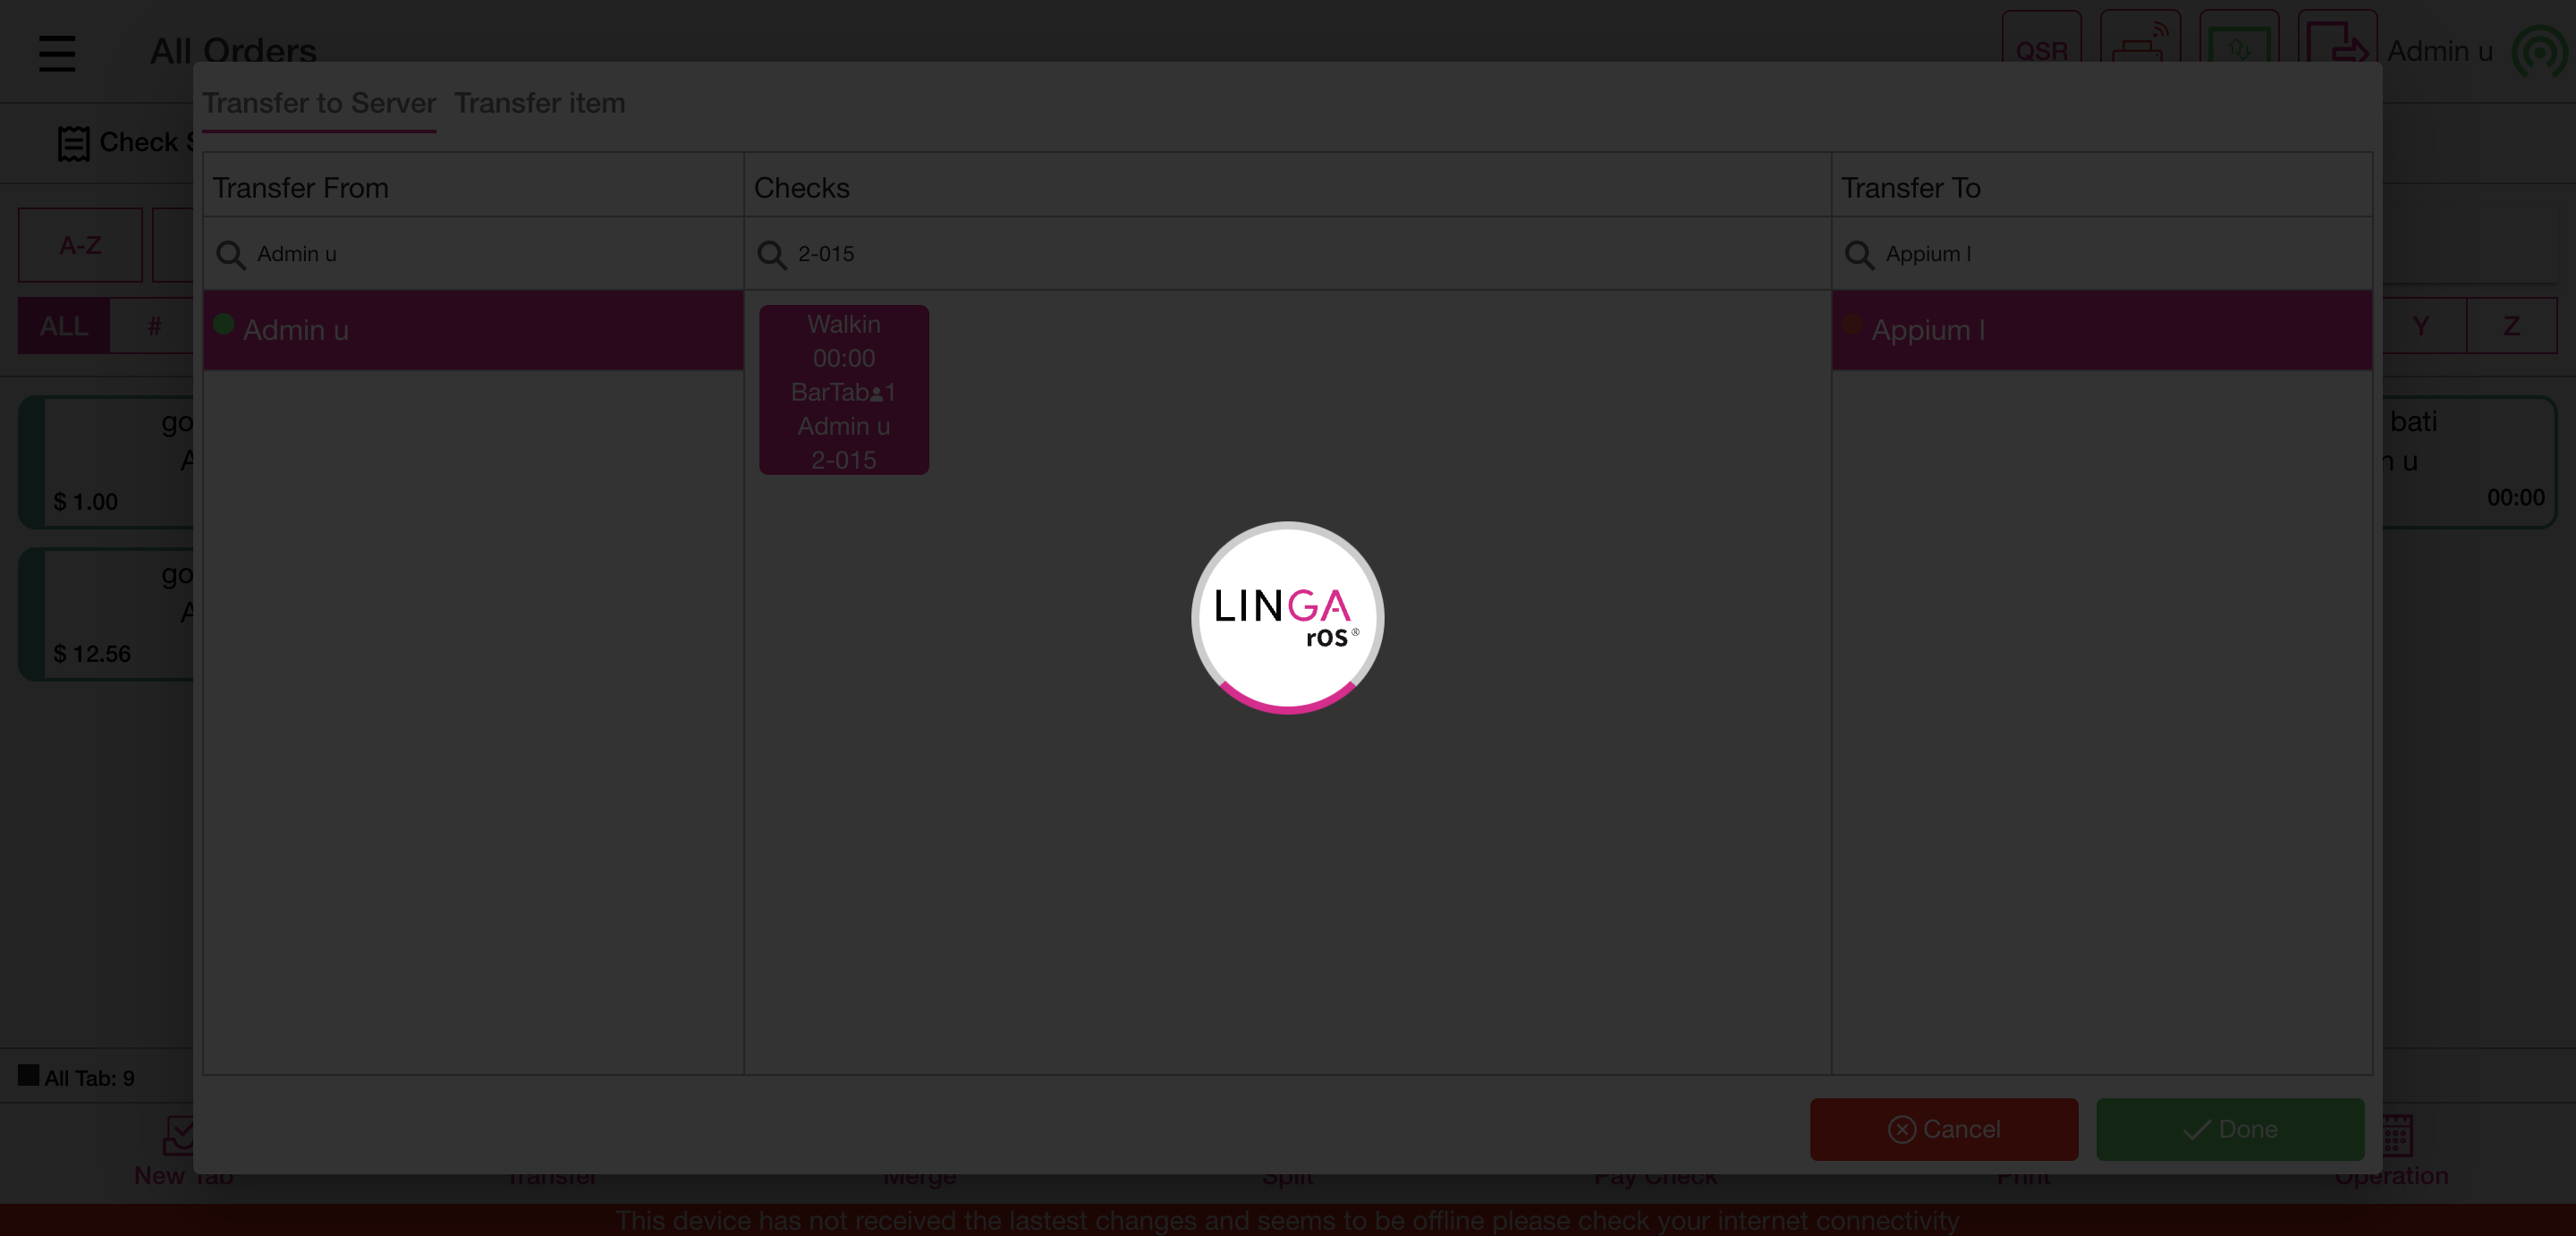 All Orders
QSR
Admin u
Transfer to Server
Transfer item
Check
Transfer From
Checks
Transfer To
A-Z
Admin u
2-015
Appium l
ALL
#
Admin u
Walkin
00:00
BarTab 1
Admin u
2-015
Appium l
Y
Z
go
A
$ 1.00
bati
u
00:00
go
A
$ 12.56
LINGA
rOS®
All Tab: 9
Cancel
Done
New Tab
Transfer
Merge
Split
Pay Check
Print
Operation
This device has not received the lastest changes and seems to be offline please check your internet connectivity